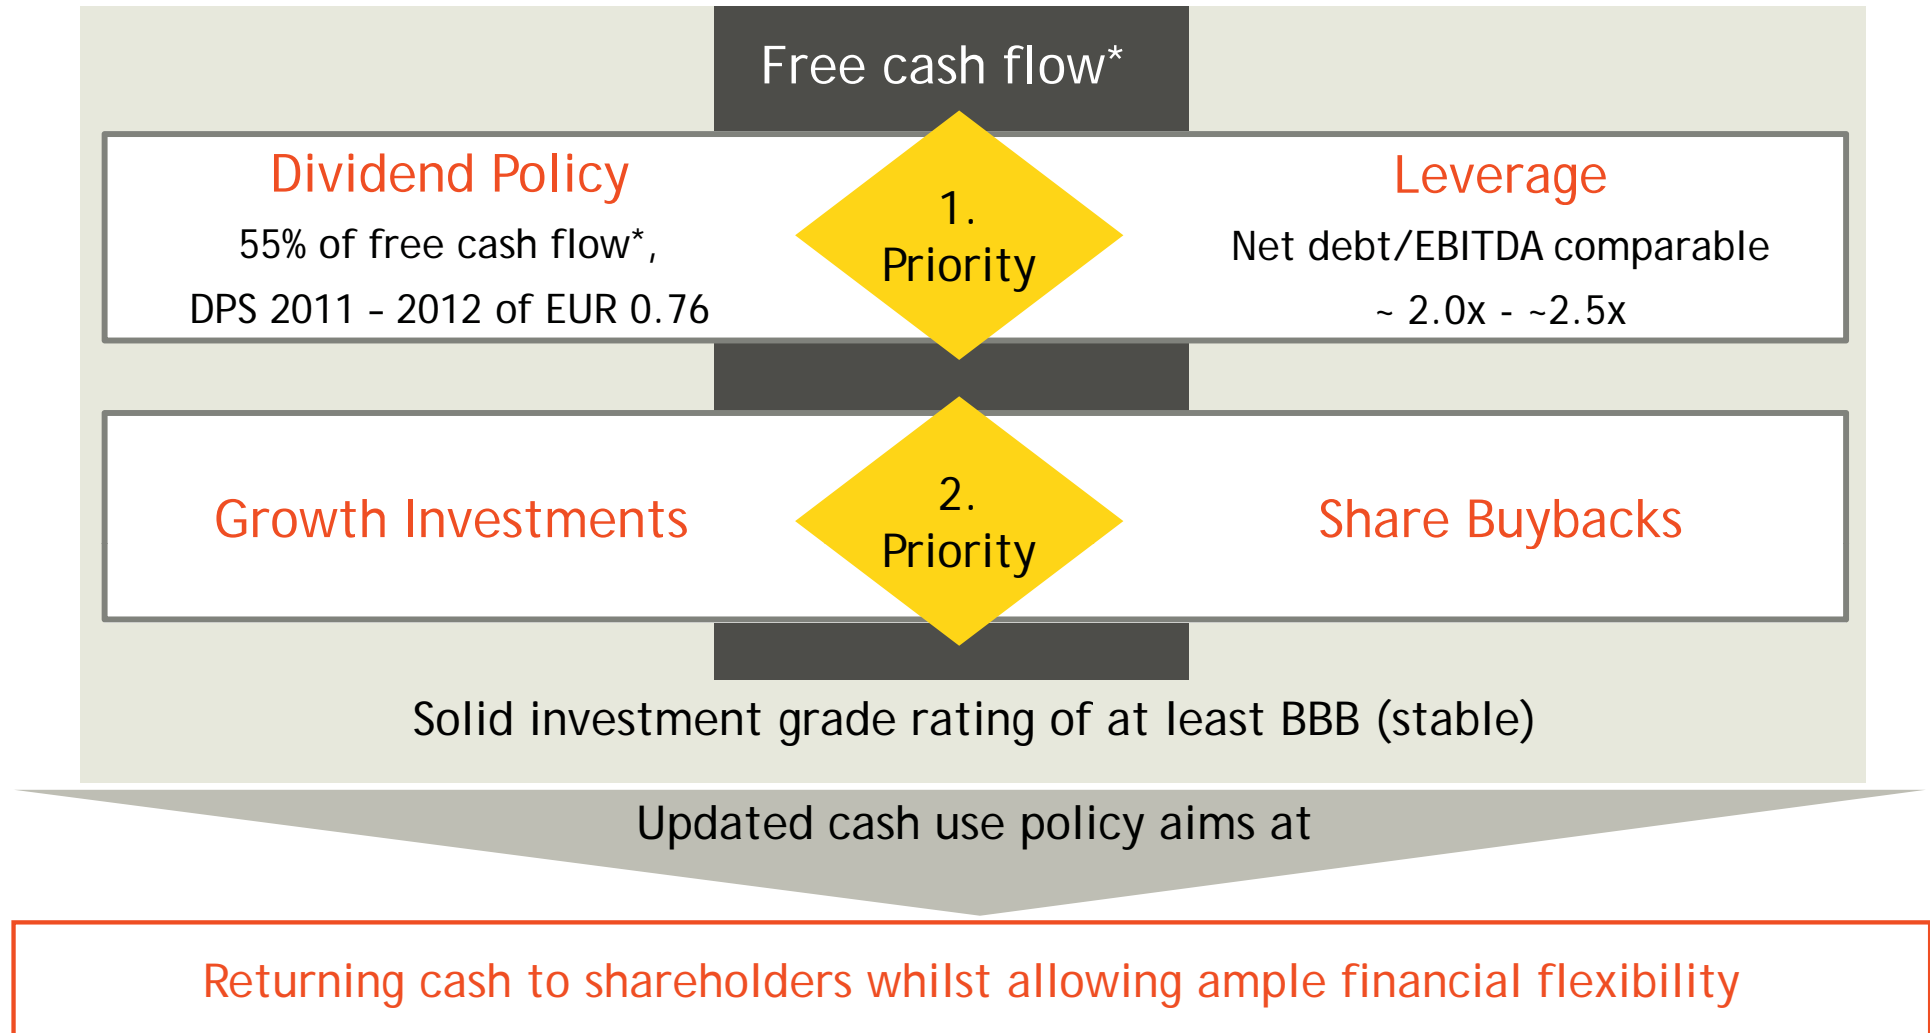 Free cash flow*
Dividend Policy
55% of free cash flow*,
DPS 2011 – 2012 of EUR 0.76
1.
Priority
Leverage
Net debt/EBITDA comparable
~ 2.0x - ~2.5x
Growth Investments
2.
Priority
Share Buybacks
Solid investment grade rating of at least BBB (stable)
Updated cash use policy aims at
Returning cash to shareholders whilst allowing ample financial flexibility